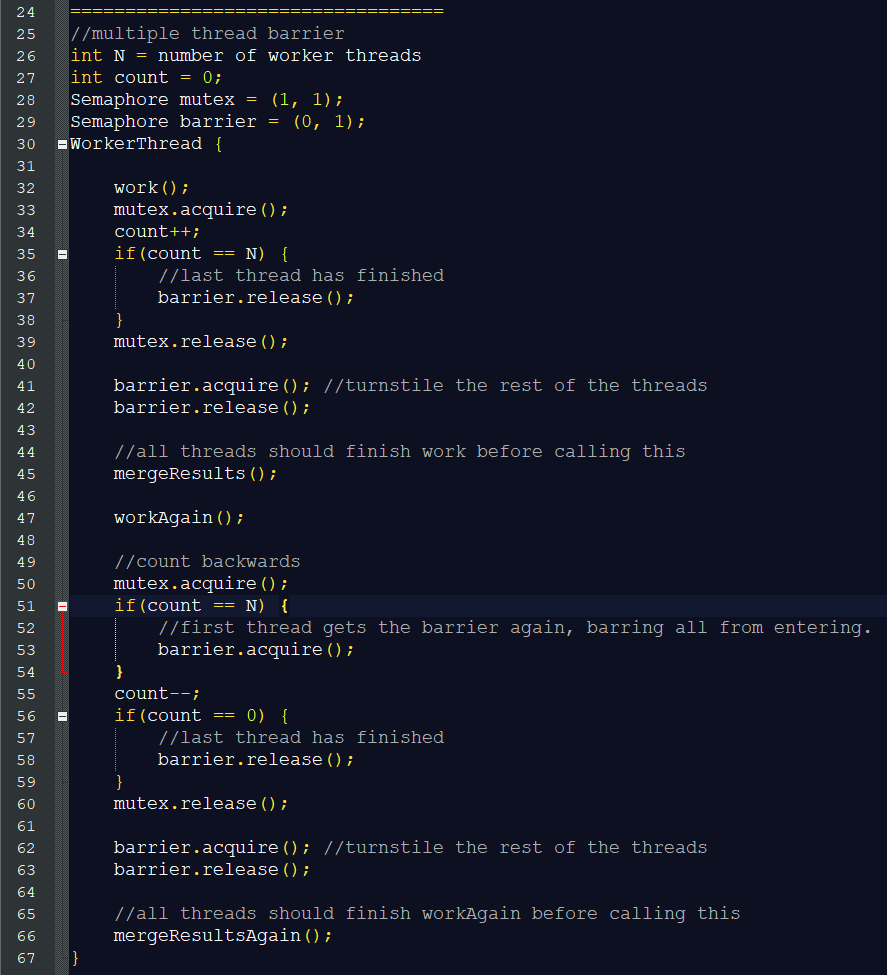 24 ==================================
25 //multiple thread barrier
26 int N = number of worker threads
27 int count = 0;
28 Semaphore mutex = (1, 1);
29 Semaphore barrier = (0, 1);
30 WorkerThread {
31
32     work();
33     mutex.acquire();
34     count++;
35     if(count == N) {
36         //last thread has finished
37         barrier.release();
38     }
39     mutex.release();
40
41     barrier.acquire(); //turnstile the rest of the threads
42     barrier.release();
43
44     //all threads should finish work before calling this
45     mergeResults();
46
47     workAgain();
48
49     //count backwards
50     mutex.acquire();
51     if(count == N) {
52         //first thread gets the barrier again, barring all from entering.
53         barrier.acquire();
54     }
55     count--;
56     if(count == 0) {
57         //last thread has finished
58         barrier.release();
59     }
60     mutex.release();
61
62     barrier.acquire(); //turnstile the rest of the threads
63     barrier.release();
64
65     //all threads should finish workAgain before calling this
66     mergeResultsAgain();
67 }